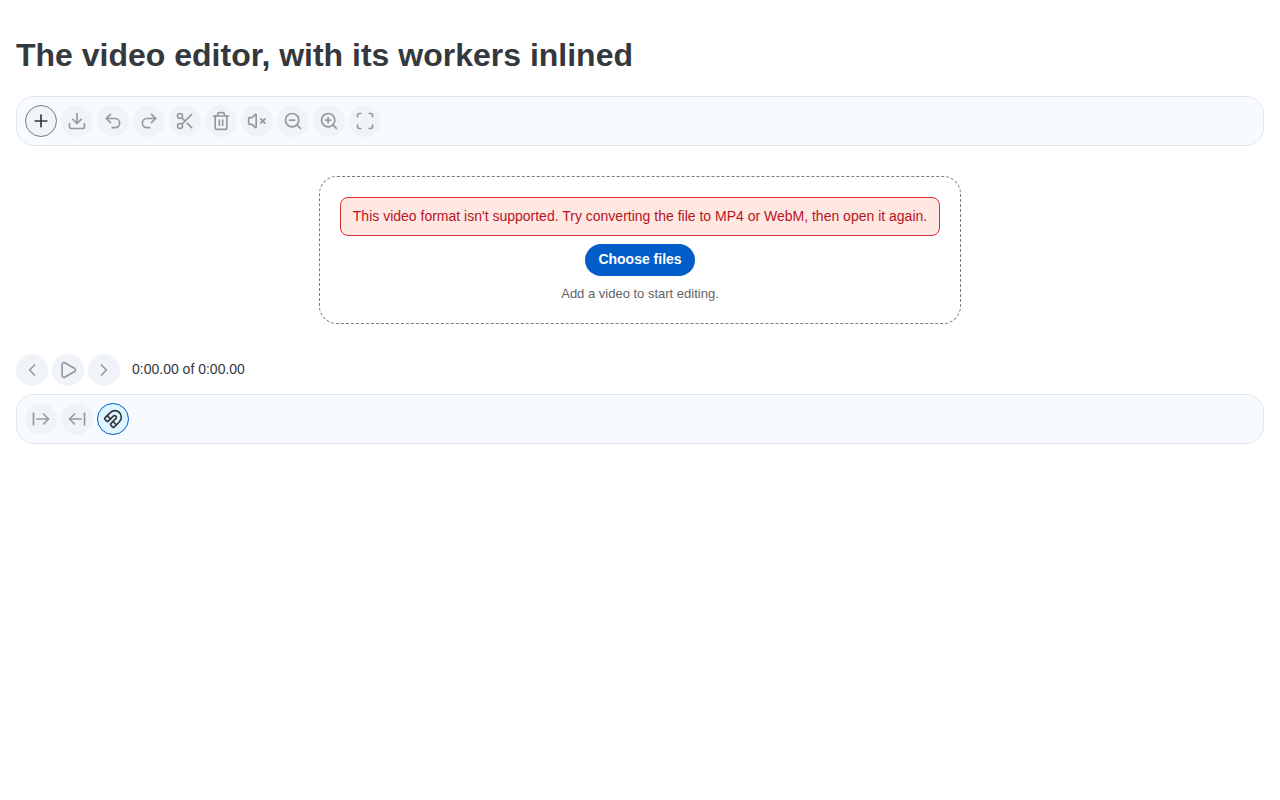 The video editor, with its workers inlined
This video format isn't supported. Try converting the file to MP4 or WebM, then open it again.
Choose files
Add a video to start editing.
0:00.00 of 0:00.00